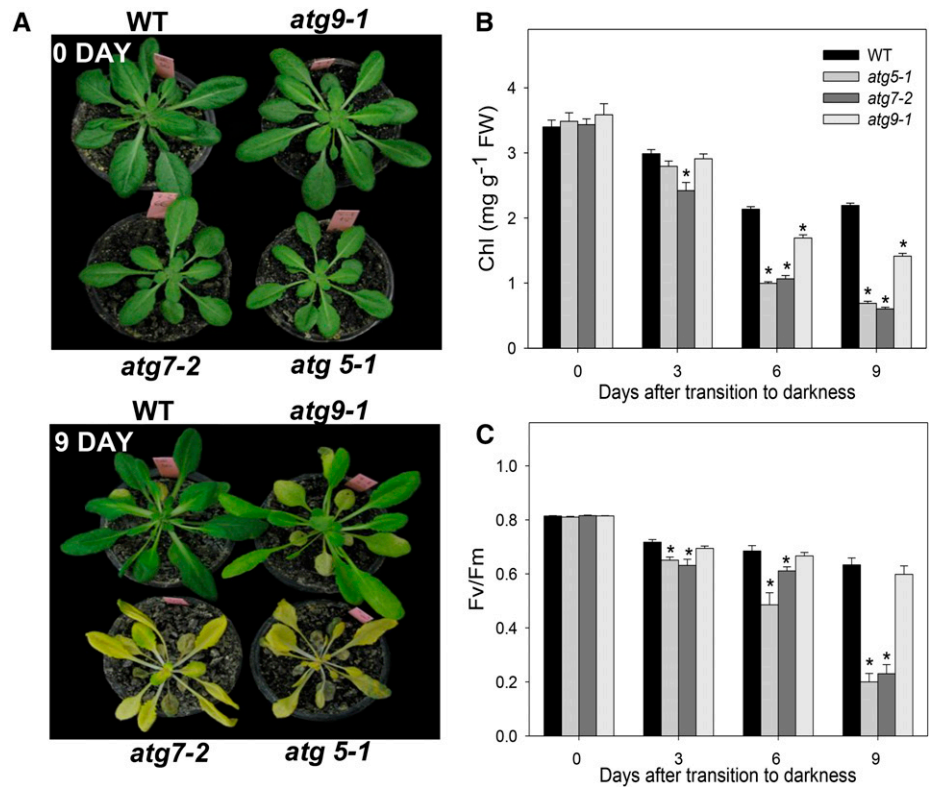 A
WT atg9-1
0 DAY
atg7-2 atg 5-1
WT atg9-1
9 DAY
atg7-2 atg 5-1
B
WT
atg5-1
atg7-2
atg9-1
Chl (mg g⁻¹ FW)
4
3
2
1
0
* * * * * * *
0 3 6 9
Days after transition to darkness
C
Fv/Fm
1.0
0.8
0.6
0.4
0.2
0.0
* * * * * *
0 3 6 9
Days after transition to darkness